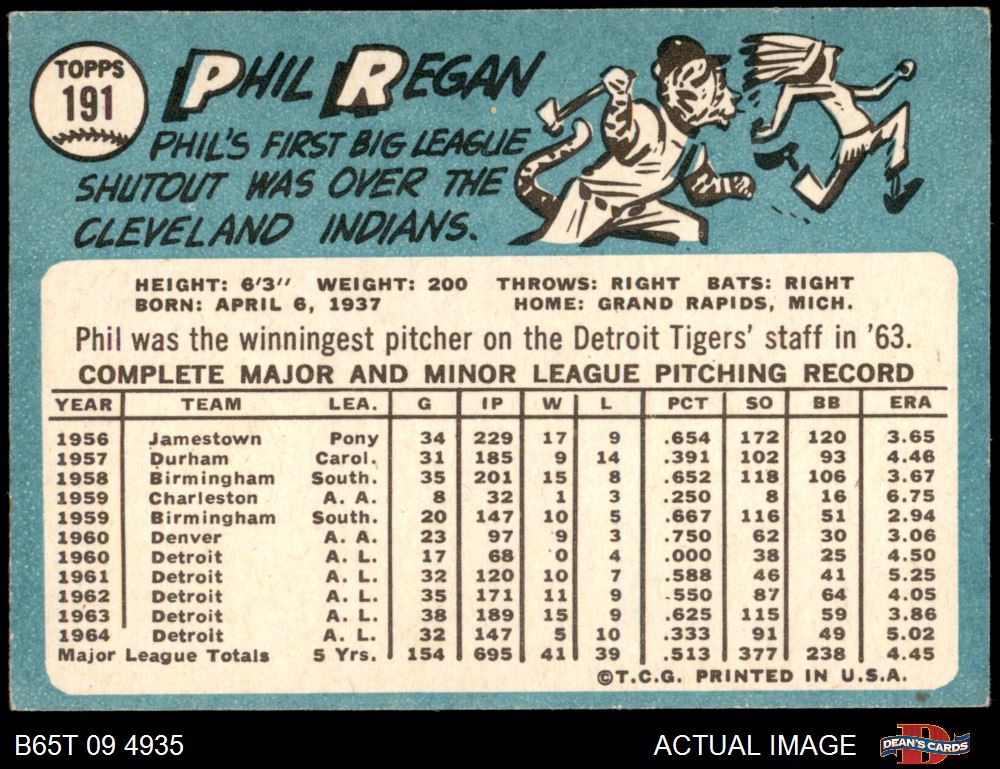 TOPPS
191
PHIL REGAN
PHIL'S FIRST BIG LEAGUE
SHUTOUT WAS OVER THE
CLEVELAND INDIANS.
HEIGHT: 6'3" WEIGHT: 200 THROWS: RIGHT BATS: RIGHT
BORN: APRIL 6, 1937 HOME: GRAND RAPIDS, MICH.
Phil was the winningest pitcher on the Detroit Tigers' staff in '63.
COMPLETE MAJOR AND MINOR LEAGUE PITCHING RECORD
YEAR TEAM LEA. G IP W L PCT SO BB ERA
1956 Jamestown Pony 34 229 17 9 .654 172 120 3.65
1957 Durham Carol. 31 185 9 14 .391 102 93 4.46
1958 Birmingham South. 35 201 15 8 .652 118 106 3.67
1959 Charleston A. A. 8 32 1 3 .250 8 16 6.75
1959 Birmingham South. 20 147 10 5 .667 116 51 2.94
1960 Denver A. A. 23 97 9 3 .750 62 30 3.06
1960 Detroit A. L. 17 68 0 4 .000 38 25 4.50
1961 Detroit A. L. 32 120 10 7 .588 46 41 5.25
1962 Detroit A. L. 35 171 11 9 .550 87 64 4.05
1963 Detroit A. L. 38 189 15 9 .625 115 59 3.86
1964 Detroit A. L. 32 147 5 10 .333 91 49 5.02
Major League Totals 5 Yrs. 154 695 41 39 .513 377 238 4.45
©T.C.G. PRINTED IN U.S.A.
B65T 09 4935 ACTUAL IMAGE DEAN'S CARDS